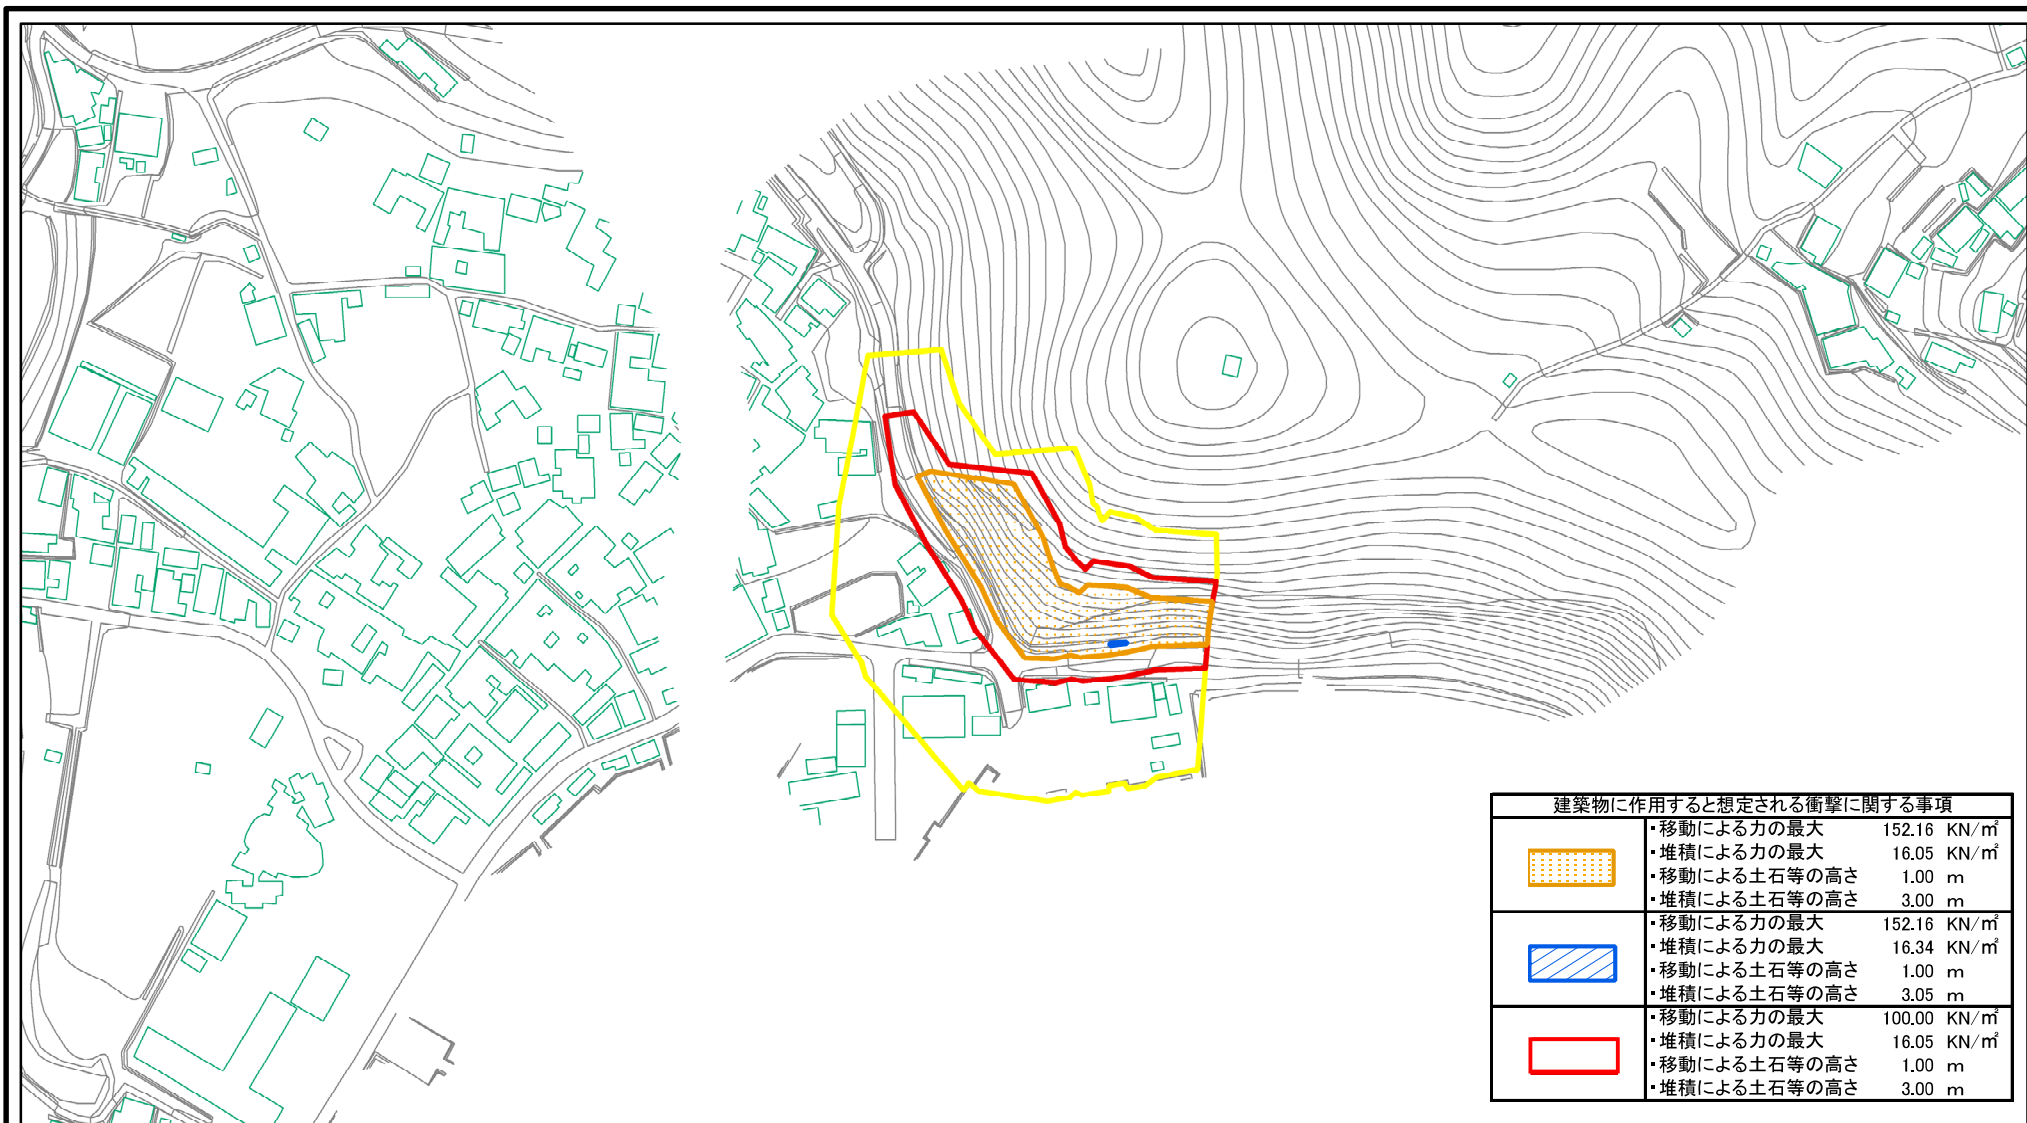 建築物に作用すると想定される衝撃に関する事項
・移動による力の最大 152.16 KN/㎡
・堆積による力の最大 16.05 KN/㎡
・移動による土石等の高さ 1.00 m
・堆積による土石等の高さ 3.00 m
・移動による力の最大 152.16 KN/㎡
・堆積による力の最大 16.34 KN/㎡
・移動による土石等の高さ 1.00 m
・堆積による土石等の高さ 3.05 m
・移動による力の最大 100.00 KN/㎡
・堆積による力の最大 16.05 KN/㎡
・移動による土石等の高さ 1.00 m
・堆積による土石等の高さ 3.00 m